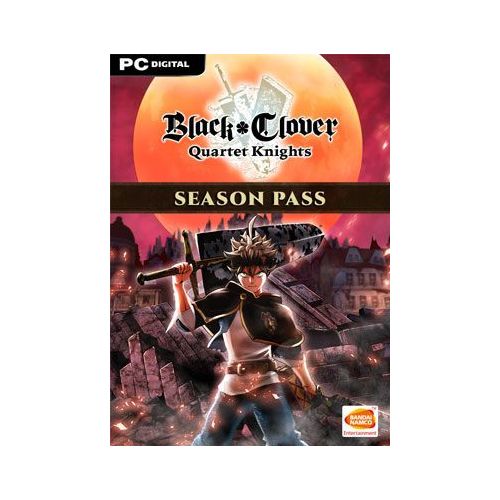 PC DIGITAL
Black Clover
Quartet Knights
SEASON PASS
BANDAI
NAMCO
Entertainment